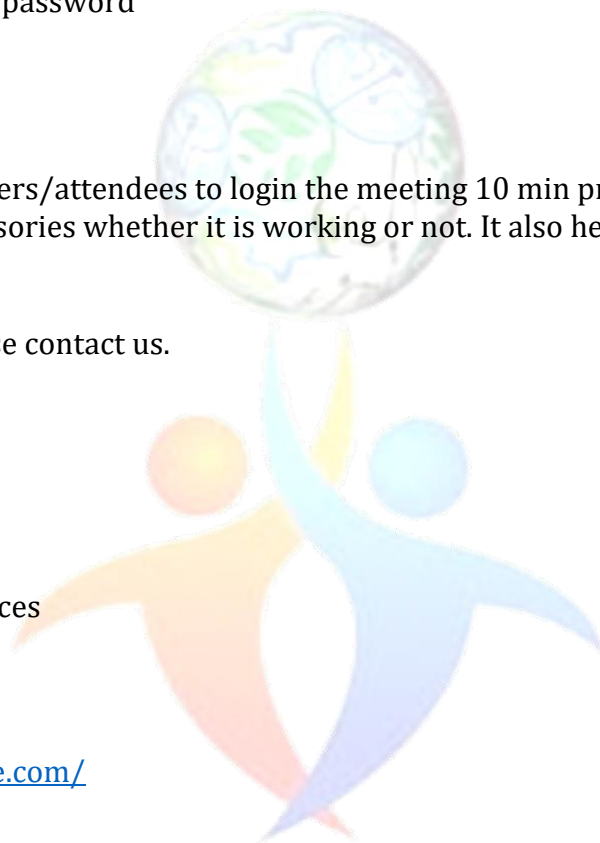 password
ers/attendees to login the meeting 10 min pr
sories whether it is working or not. It also he
se contact us.
ces
e.com/